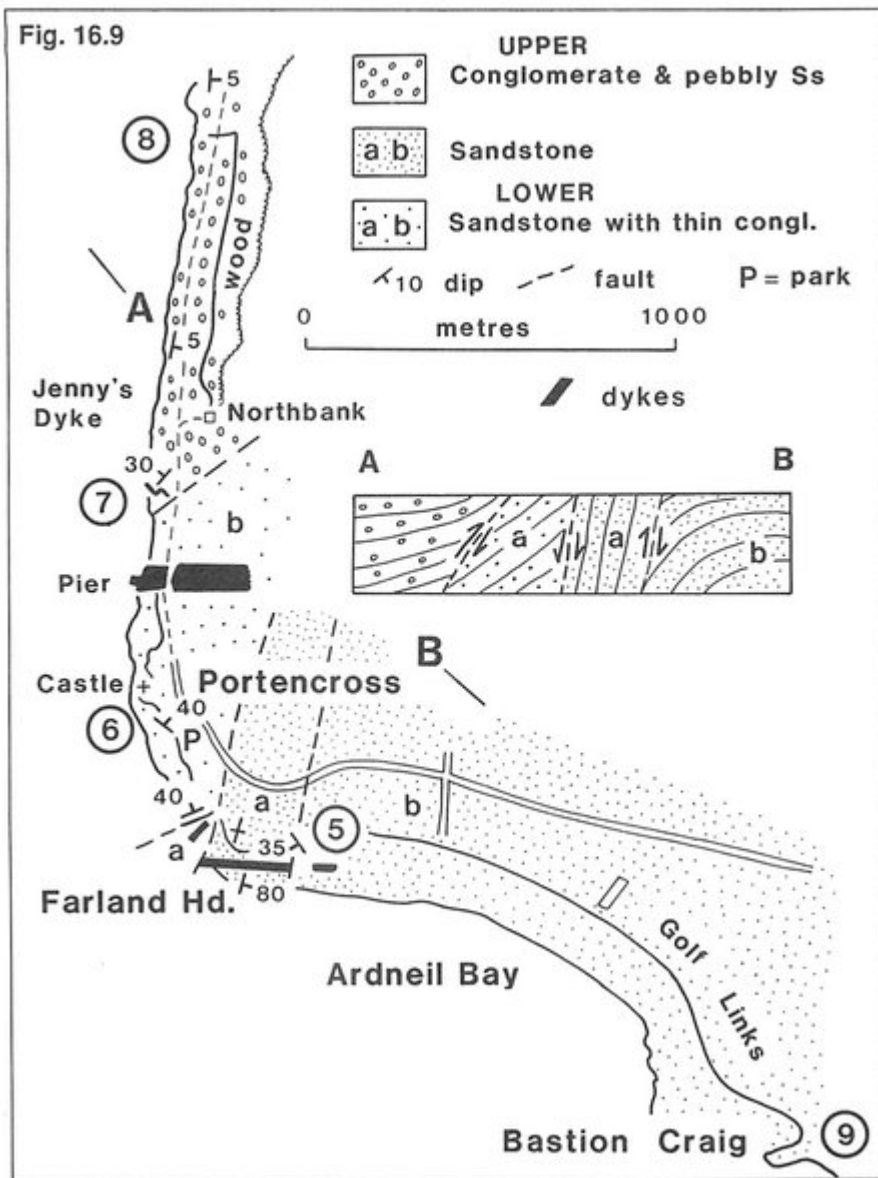 Fig. 16.9
UPPER
Conglomerate & pebbly Ss
a b Sandstone
LOWER
a b Sandstone with thin congl.
10 dip fault P = park
0 1000
metres
dykes
5
8
wood
A
5
Jenny's
Dyke
Northbank
30
7
b
Pier
A B
a a b
B
Castle
Portencross
40
6
P
a b
40
5
35
a
80
Farland Hd.
Ardneil Bay
Golf
Links
Bastion Craig
9